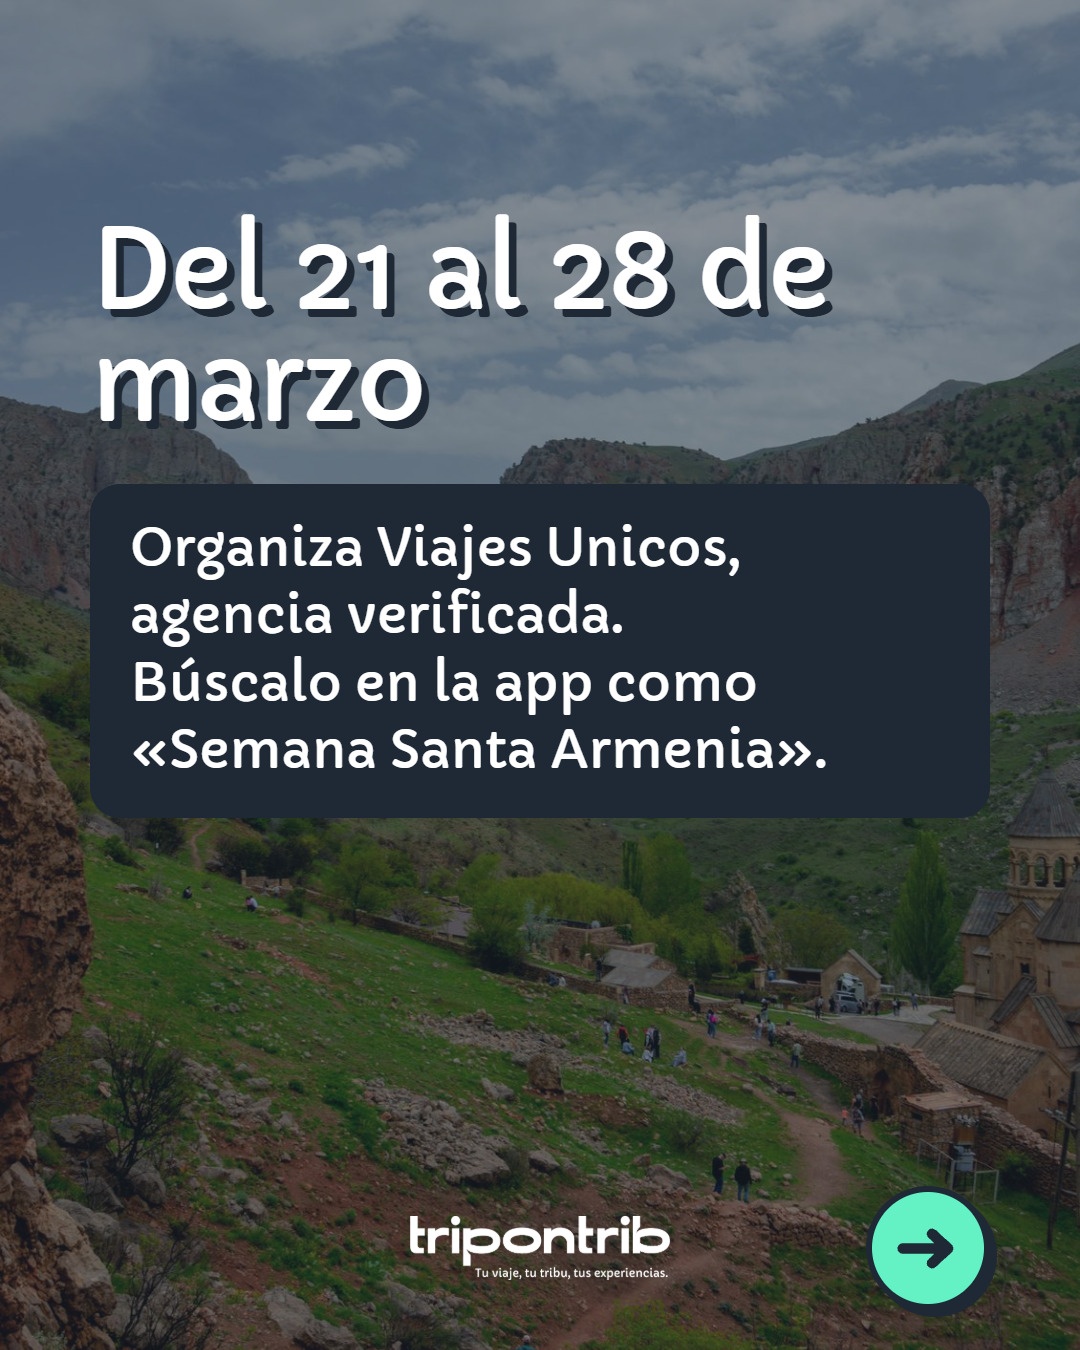 Del 21 al 28 de
marzo
Organiza Viajes Unicos,
agencia verificada.
Búscalo en la app como
«Semana Santa Armenia».
tripontrib
Tu viaje, tu tribu, tus experiencias.